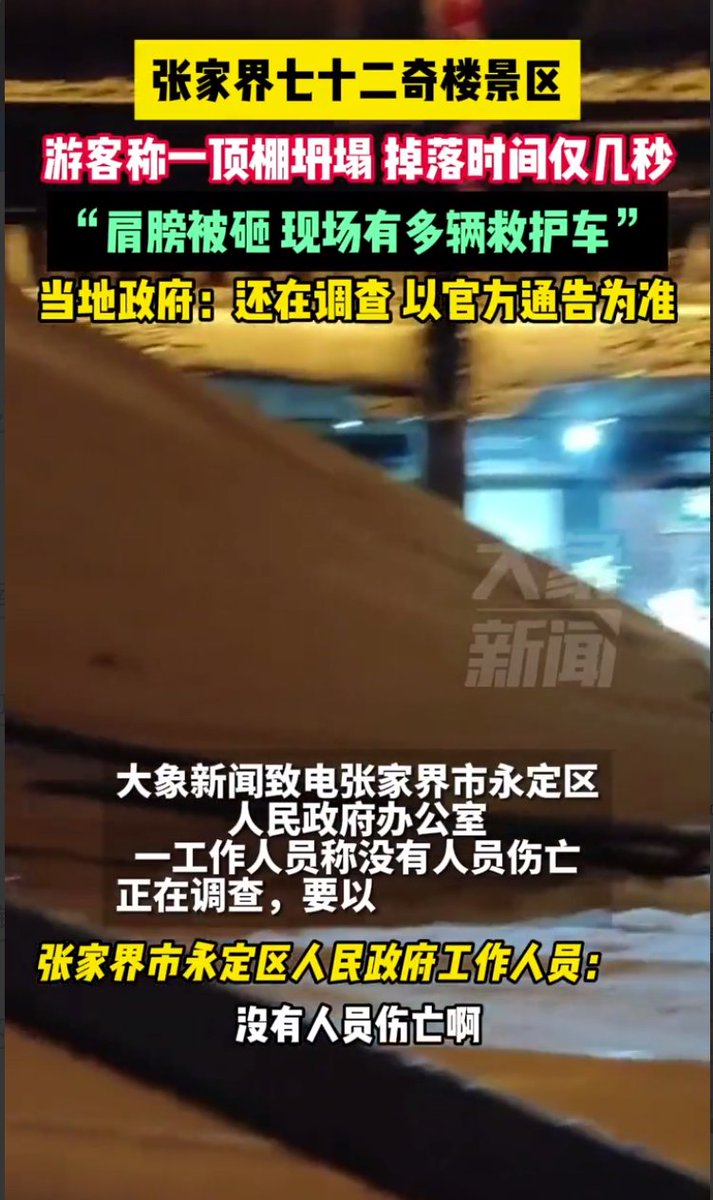 张家界七十二奇楼景区
游客称一顶棚坍塌 掉落时间仅几秒
“肩膀被砸 现场有多辆救护车”
当地政府：还在调查 以官方通告为准
大象
新闻
大象新闻致电张家界市永定区
人民政府办公室
一工作人员称没有人员伤亡
正在调查，要以
张家界市永定区人民政府工作人员：
没有人员伤亡啊